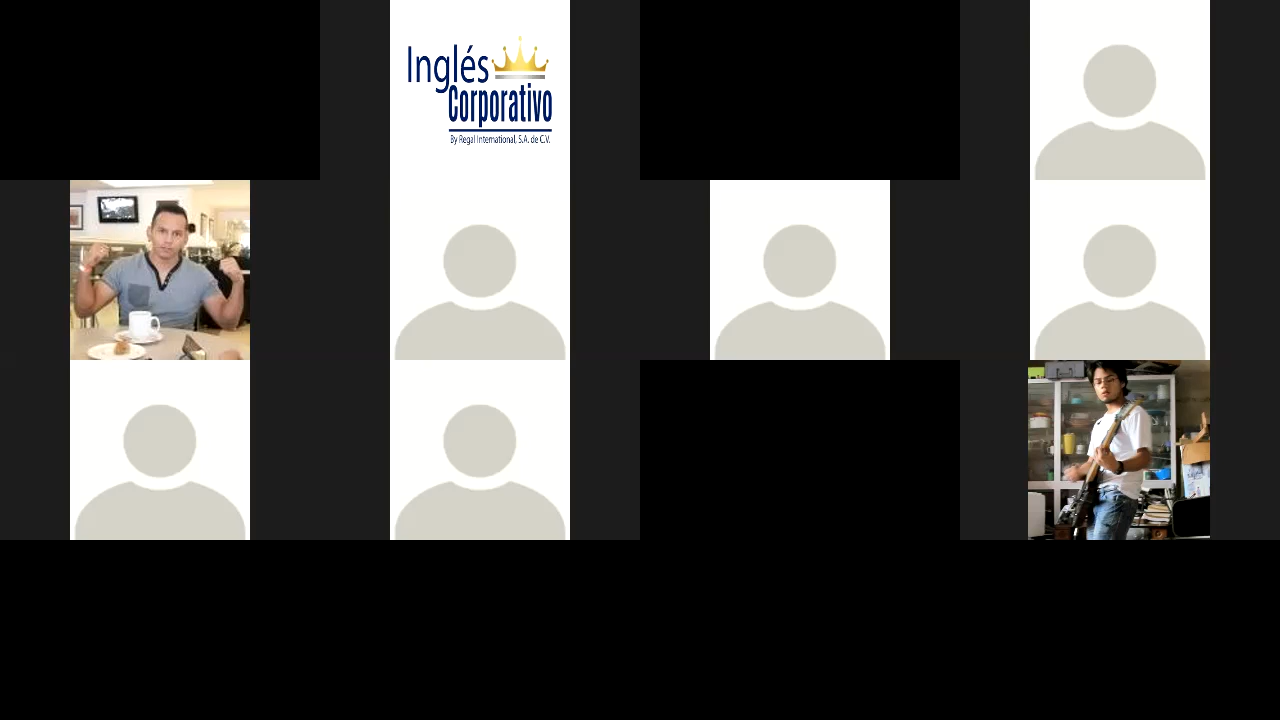 Inglés
Corporativo
By Regal International, S.A. de C.V.